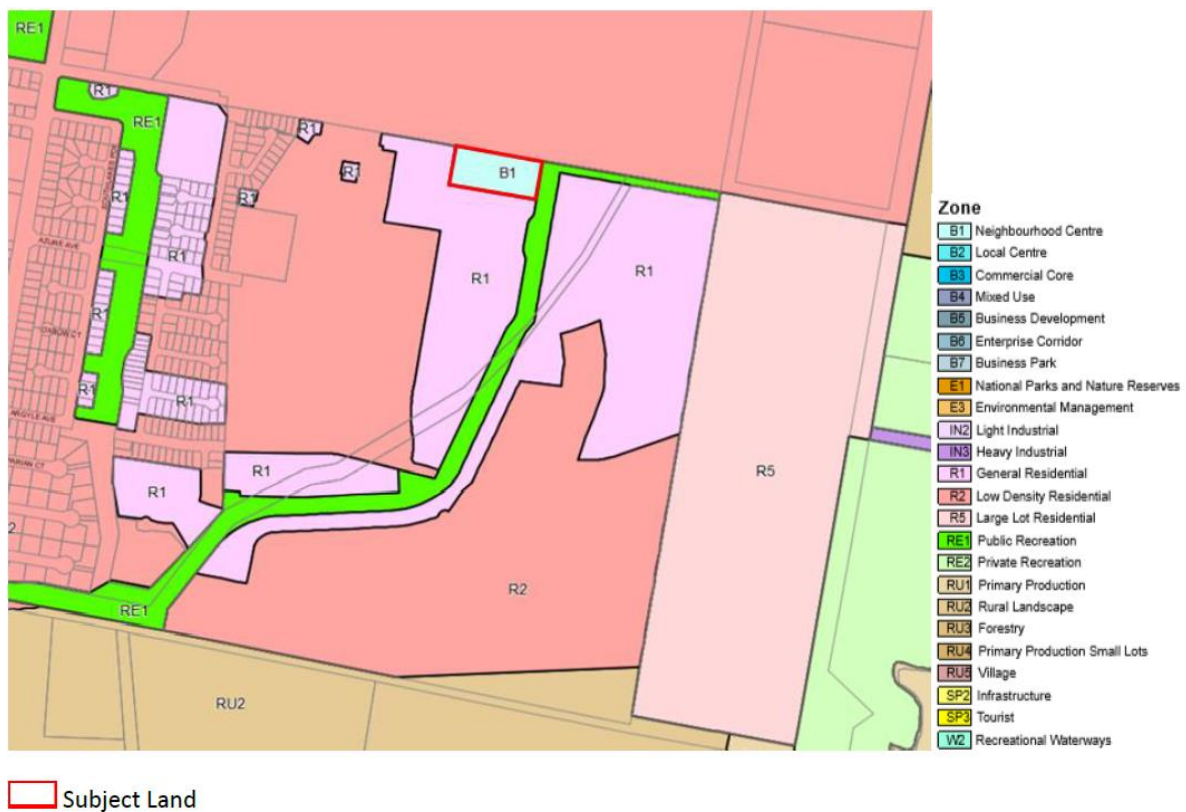 RE1
R1
RE1
R1
R1
B1
R1
R1
AZURE AVE
R1
R1
R1
R1
R1
R1
ARGYLE AVE
R5
R1
R1
2
R2
RE1
RU2
Zone
B1 Neighbourhood Centre
B2 Local Centre
B3 Commercial Core
B4 Mixed Use
B5 Business Development
B6 Enterprise Corridor
B7 Business Park
E1 National Parks and Nature Reserves
E3 Environmental Management
IN2 Light Industrial
IN3 Heavy Industrial
R1 General Residential
R2 Low Density Residential
R5 Large Lot Residential
RE1 Public Recreation
RE2 Private Recreation
RU1 Primary Production
RU2 Rural Landscape
RU3 Forestry
RU4 Primary Production Small Lots
RU5 Village
SP2 Infrastructure
SP3 Tourist
W2 Recreational Waterways
Subject Land